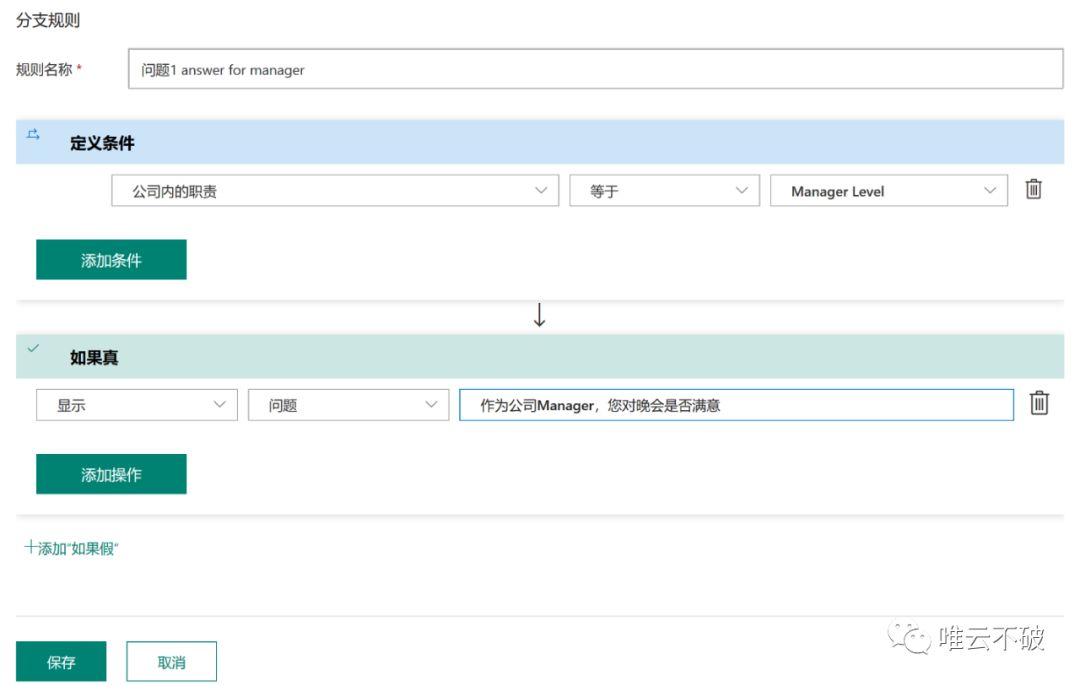 分支规则
规则名称 *
问题1 answer for manager
定义条件
公司内的职责 等于 Manager Level
添加条件
如果真
显示 问题 作为公司Manager，您对晚会是否满意
添加操作
+添加"如果假"
保存 取消
唯云不破